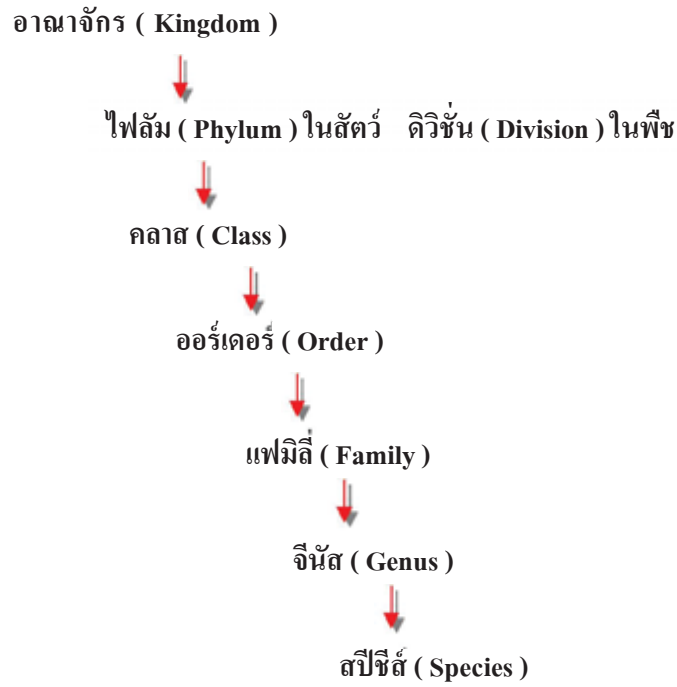 อาณาจักร ( Kingdom )
ไฟลัม ( Phylum ) ในสัตว์ ดิวิชั่น ( Division ) ในพืช
คลาส ( Class )
ออร์เดอร์ ( Order )
แฟมิลี่ ( Family )
จีนัส ( Genus )
สปีชีส์ ( Species )